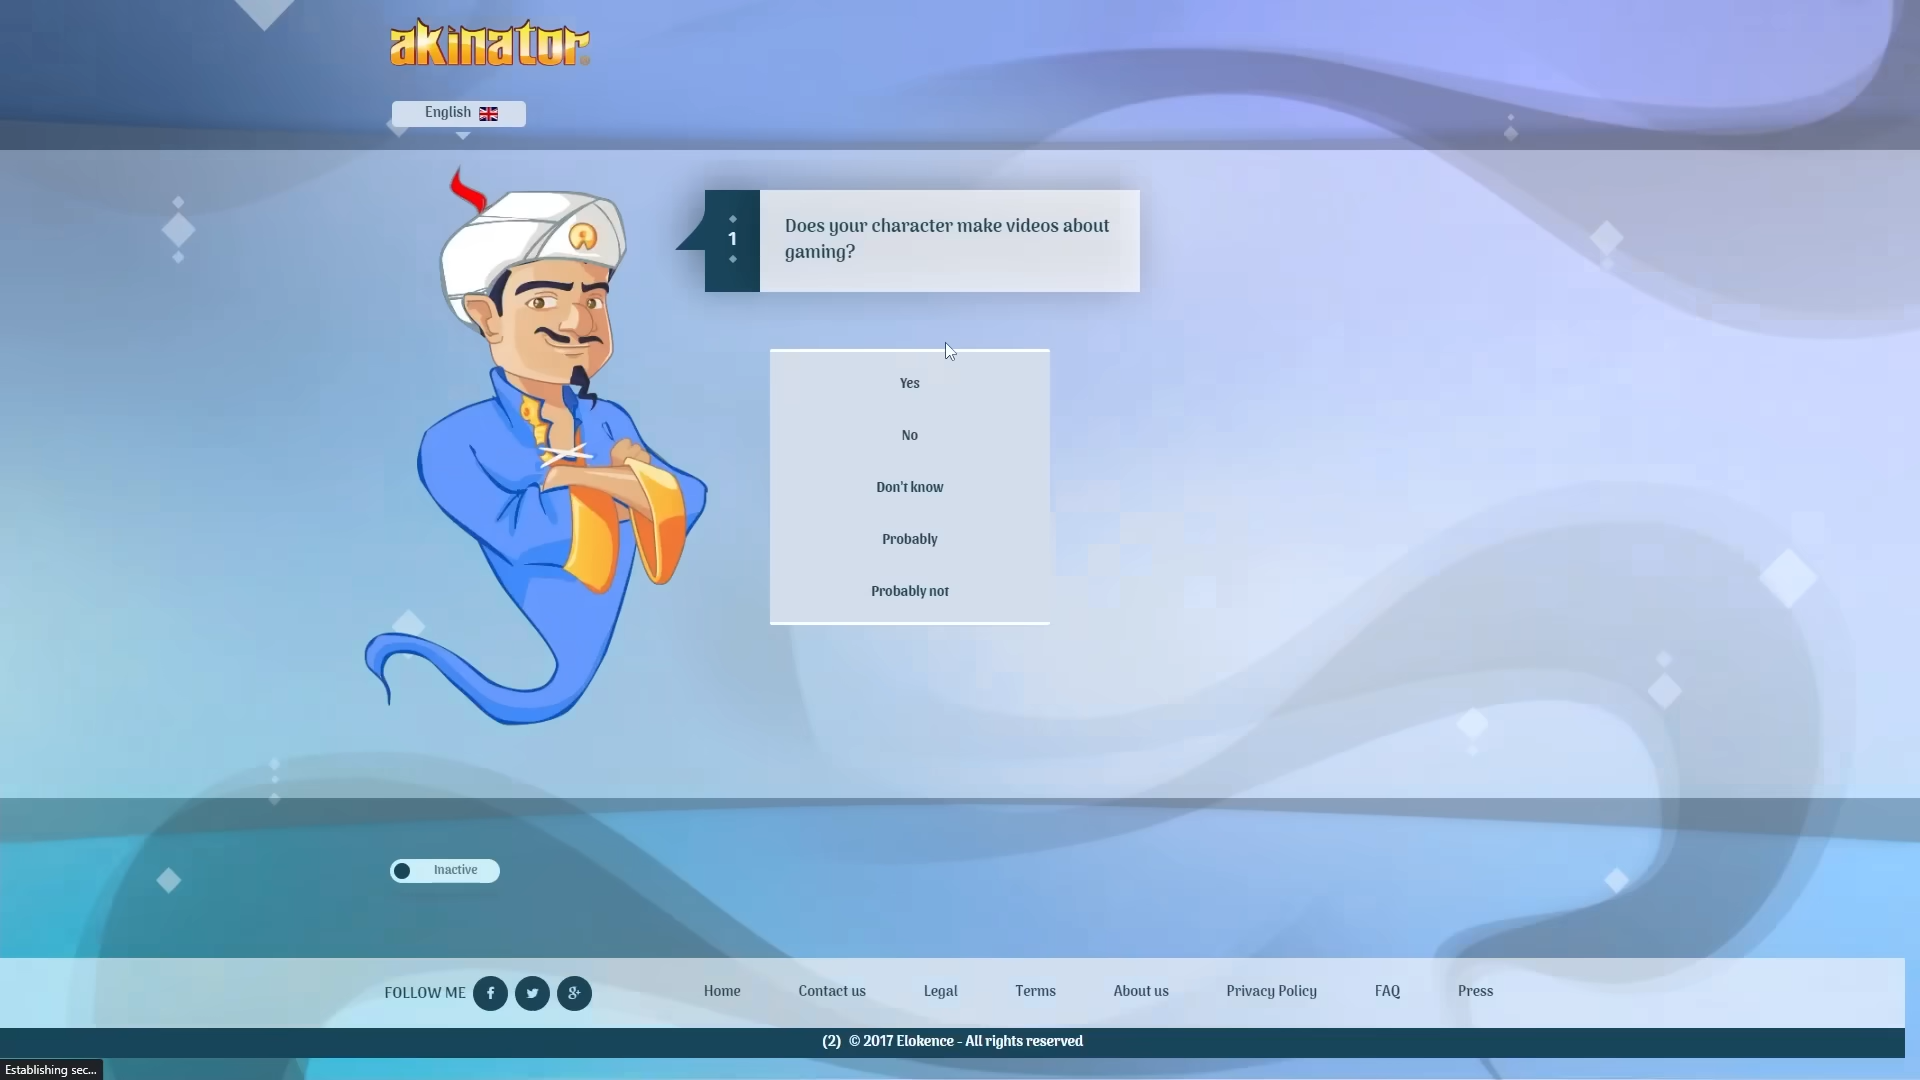 akinator
English
1
Does your character make videos about
gaming?
Yes
No
Don't know
Probably
Probably not
Inactive
FOLLOW ME
Home
Contact us
Legal
Terms
About us
Privacy Policy
FAQ
Press
(2) © 2017 Elokence - All rights reserved
Establishing sec...